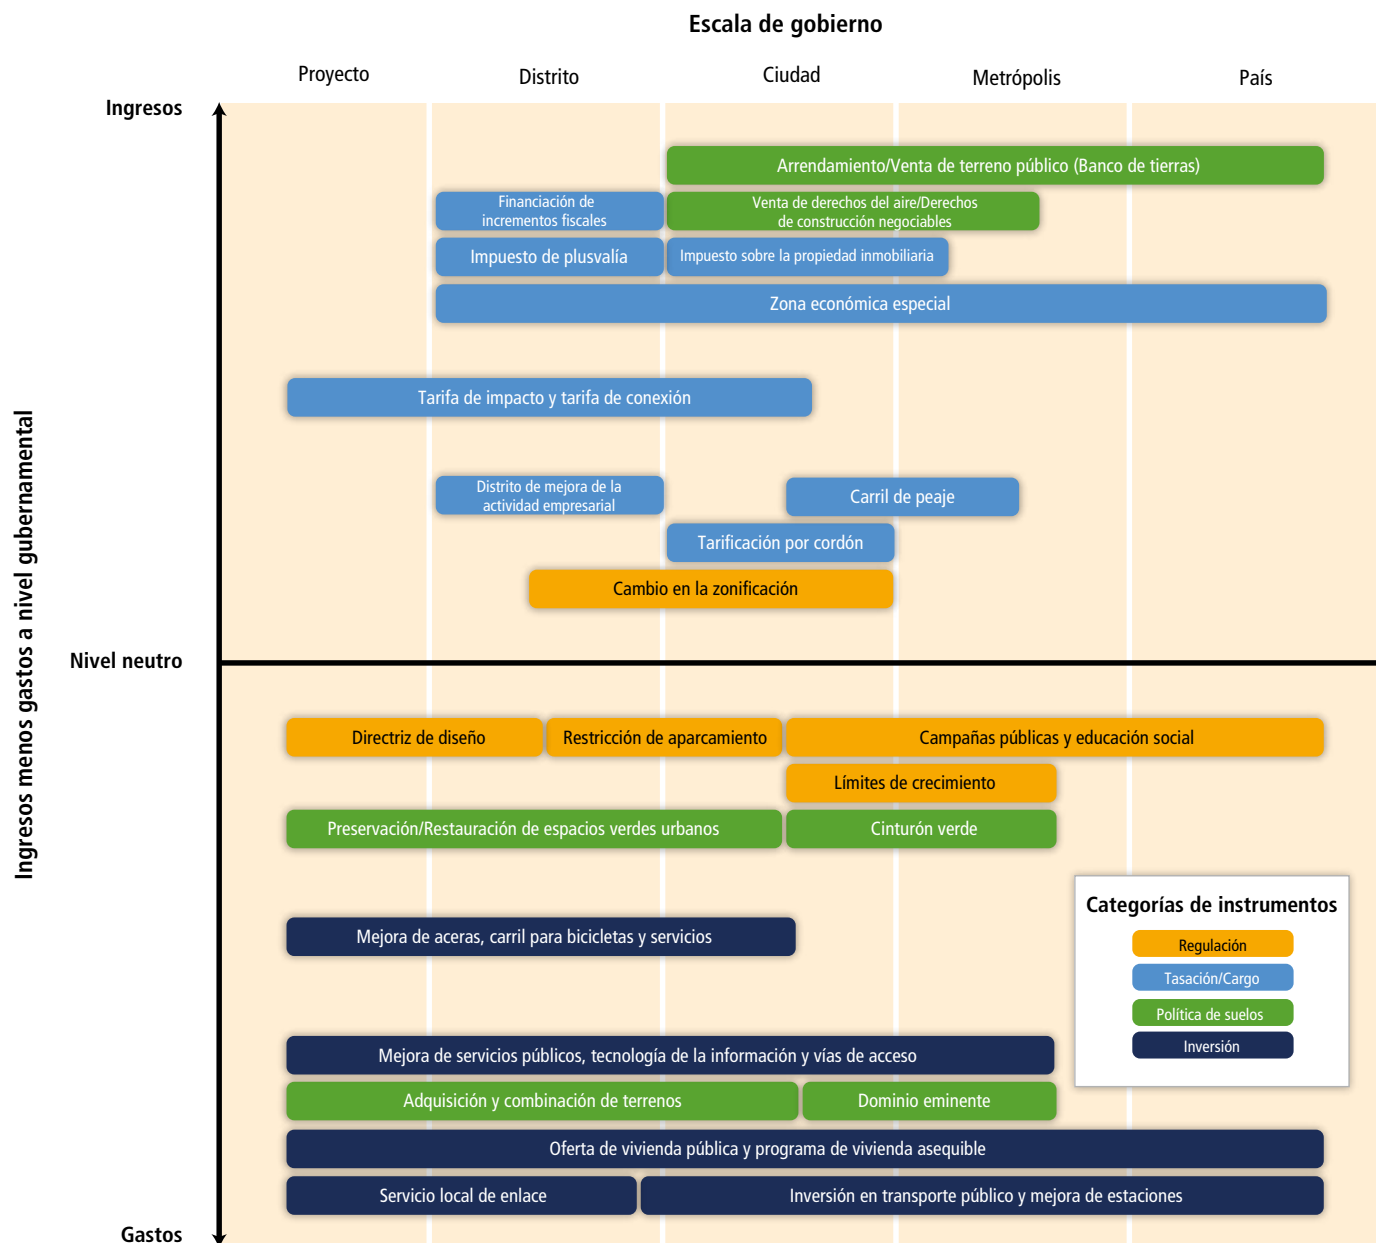 Escala de gobierno
Proyecto
Distrito
Ciudad
Metrópolis
País
Ingresos
Ingresos menos gastos a nivel gubernamental
Arrendamiento/Venta de terreno público (Banco de tierras)
Financiación de
incrementos fiscales
Venta de derechos del aire/Derechos
de construcción negociables
Impuesto de plusvalía
Impuesto sobre la propiedad inmobiliaria
Zona económica especial
Tarifa de impacto y tarifa de conexión
Distrito de mejora de la
actividad empresarial
Carril de peaje
Tarificación por cordón
Cambio en la zonificación
Nivel neutro
Directriz de diseño
Restricción de aparcamiento
Campañas públicas y educación social
Límites de crecimiento
Preservación/Restauración de espacios verdes urbanos
Cinturón verde
Categorías de instrumentos
Regulación
Tasación/Cargo
Política de suelos
Inversión
Mejora de aceras, carril para bicicletas y servicios
Mejora de servicios públicos, tecnología de la información y vías de acceso
Adquisición y combinación de terrenos
Dominio eminente
Oferta de vivienda pública y programa de vivienda asequible
Servicio local de enlace
Inversión en transporte público y mejora de estaciones
Gastos